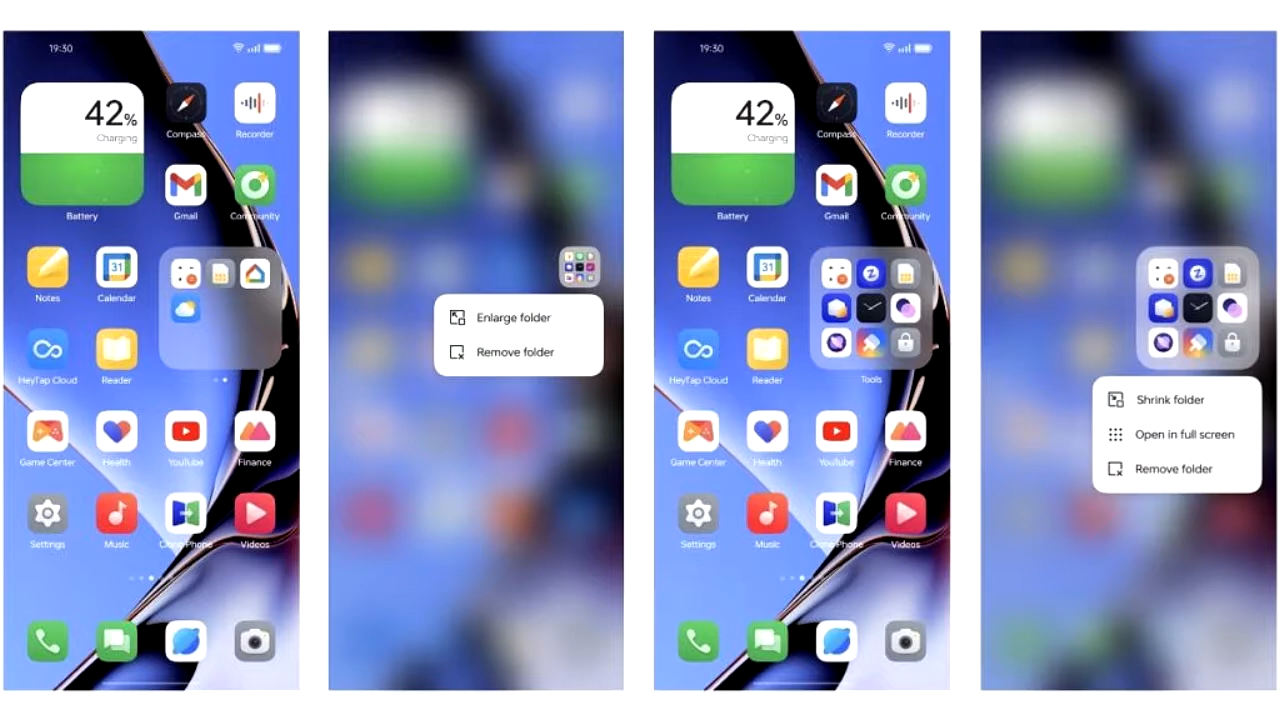 19:30
42%
Charging
Compass
Recorder
Battery
Gmail
Community
31
Notes
Calendar
HeyTap Cloud
Reader
Game Center
Health
YouTube
Finance
Settings
Music
Clone Phone
Videos
Enlarge folder
Remove folder
19:30
42%
Charging
Compass
Recorder
Battery
Gmail
Community
31
Notes
Calendar
HeyTap Cloud
Reader
Tools
Game Center
Health
YouTube
Finance
Settings
Music
Clone Phone
Videos
Shrink folder
Open in full screen
Remove folder